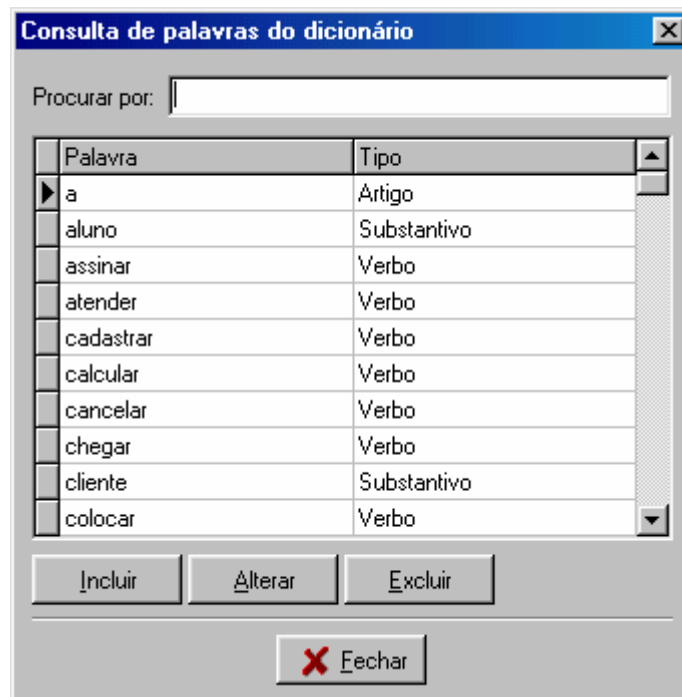 Consulta de palavras do dicionário
Procurar por:
Palavra Tipo
a Artigo
aluno Substantivo
assinar Verbo
atender Verbo
cadastrar Verbo
calcular Verbo
cancelar Verbo
chegar Verbo
cliente Substantivo
colocar Verbo
Incluir Alterar Excluir
Fechar